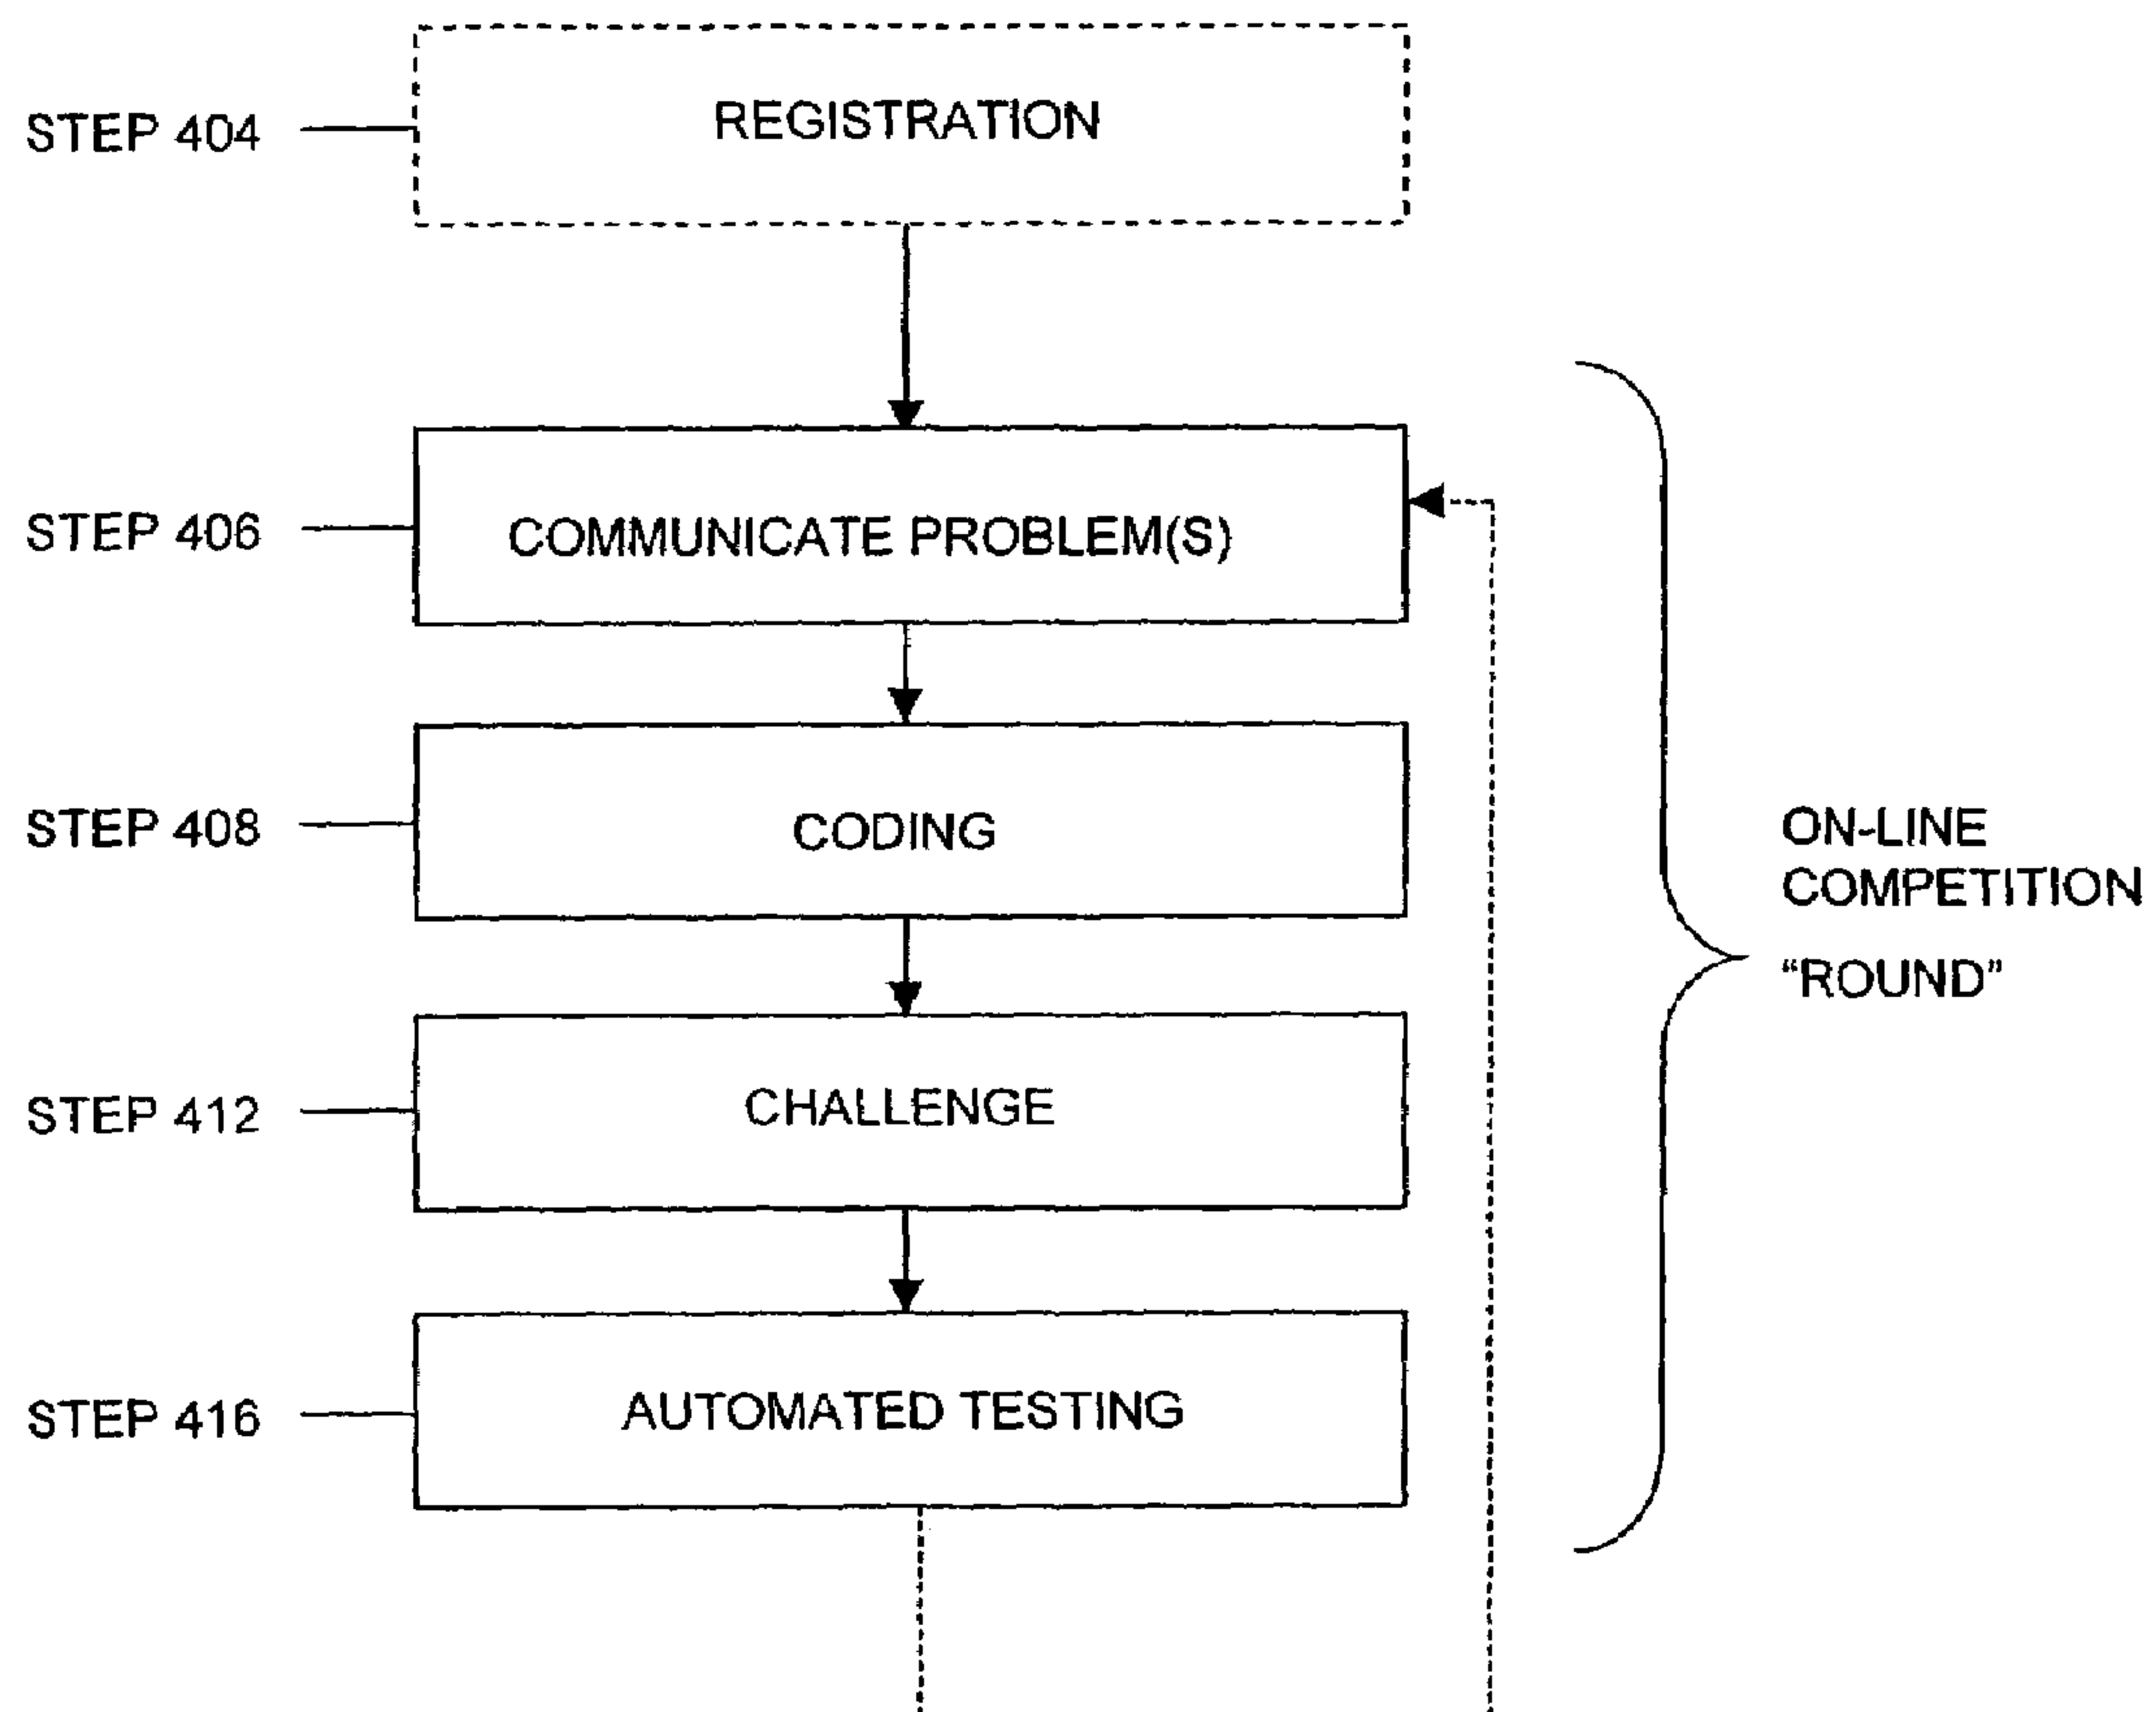 STEP 404
REGISTRATION
STEP 406
COMMUNICATE PROBLEM(S)
STEP 408
CODING
STEP 412
CHALLENGE
STEP 416
AUTOMATED TESTING
ON-LINE
COMPETITION
“ROUND”